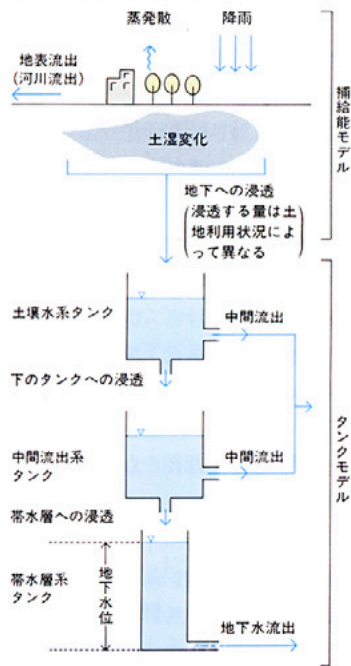 蒸発散
降雨
地表流出
(河川流出)
土湿変化
補給能モデル
地下への浸透
(浸透する量は土
地利用状況によ
って異なる)
土壌水系タンク
中間流出
下のタンクへの浸透
中間流出系
タンク
中間流出
タンクモデル
帯水層への浸透
帯水層系
タンク
地下水位
地下水流出